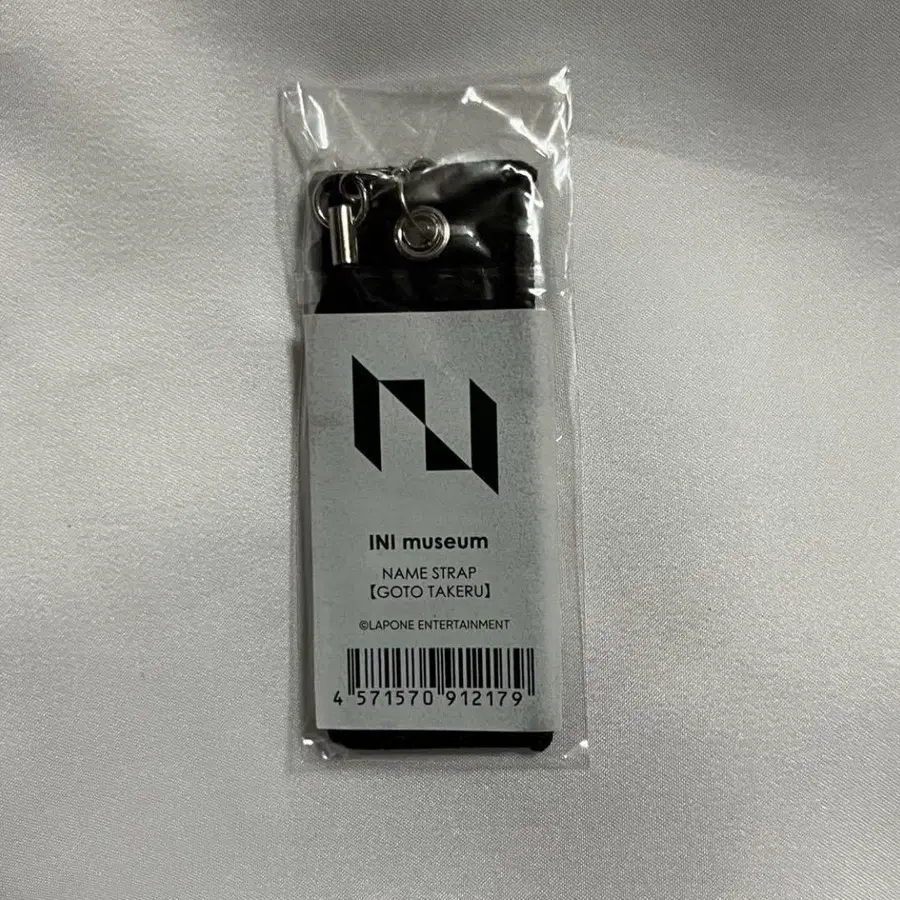 INI museum
NAME STRAP
【GOTO TAKERU】
©LAPONE ENTERTAINMENT
4 571570 912179